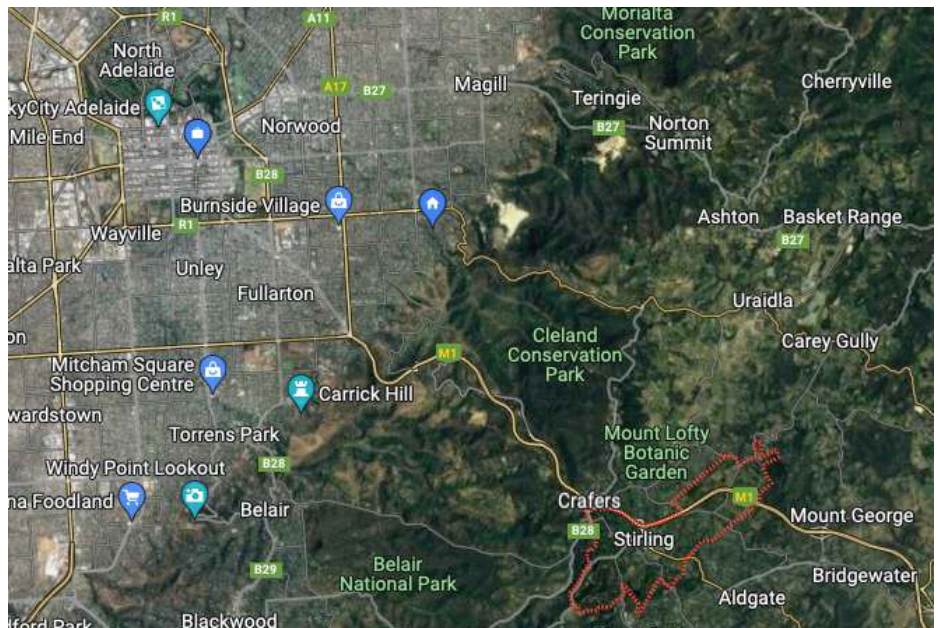 Morialta
Conservation
Park
R1
A11
North
Adelaide
A17
B27
Magill
Cherryville
Teringie
kyCity Adelaide
Norwood
B27
Norton
Summit
Mile End
B28
Burnside Village
Ashton
Basket Range
R1
Wayville
B27
alta Park
Unley
Fullarton
Uraidla
on
Cleland
Conservation
Park
Carey Gully
M1
Mitcham Square
Shopping Centre
Carrick Hill
wardstown
Torrens Park
Mount Lofty
Botanic
Garden
B28
Windy Point Lookout
na Foodland
Belair
Crafers
M1
Mount George
B28
Stirling
Belair
National Park
B29
Bridgewater
Aldgate
Blackwood
dford Park